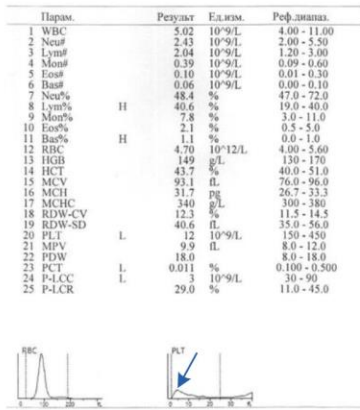 Парам. Результ Ед.изм. Реф.диапаз.
1 WBC 5.02 10^9/L 4.00 - 11.00
2 Neu# 2.43 10^9/L 2.00 - 5.50
3 Lym# 2.04 10^9/L 1.20 - 3.00
4 Mon# 0.39 10^9/L 0.09 - 0.60
5 Eos# 0.10 10^9/L 0.01 - 0.30
6 Bas# 0.06 10^9/L 0.00 - 0.10
7 Neu% 48.4 % 47.0 - 72.0
8 Lym% H 40.6 % 19.0 - 40.0
9 Mon% 7.8 % 3.0 - 11.0
10 Eos% 2.1 % 0.5 - 5.0
11 Bas% H 1.1 % 0.0 - 1.0
12 RBC 4.70 10^12/L 4.00 - 5.60
13 HGB 149 g/L 130 - 170
14 HCT 43.7 % 40.0 - 51.0
15 MCV 93.1 fL 76.0 - 96.0
16 MCH 31.7 pg 26.7 - 33.3
17 MCHC 340 g/L 300 - 380
18 RDW-CV 12.3 % 11.5 - 14.5
19 RDW-SD 40.6 fL 35.0 - 56.0
20 PLT L 12 10^9/L 150 - 450
21 MPV 9.9 fL 8.0 - 12.0
22 PDW 18.0 8.0 - 18.0
23 PCT L 0.011 % 0.100 - 0.500
24 P-LCC L 3 10^9/L 30 - 90
25 P-LCR 29.0 % 11.0 - 45.0
RBC PLT